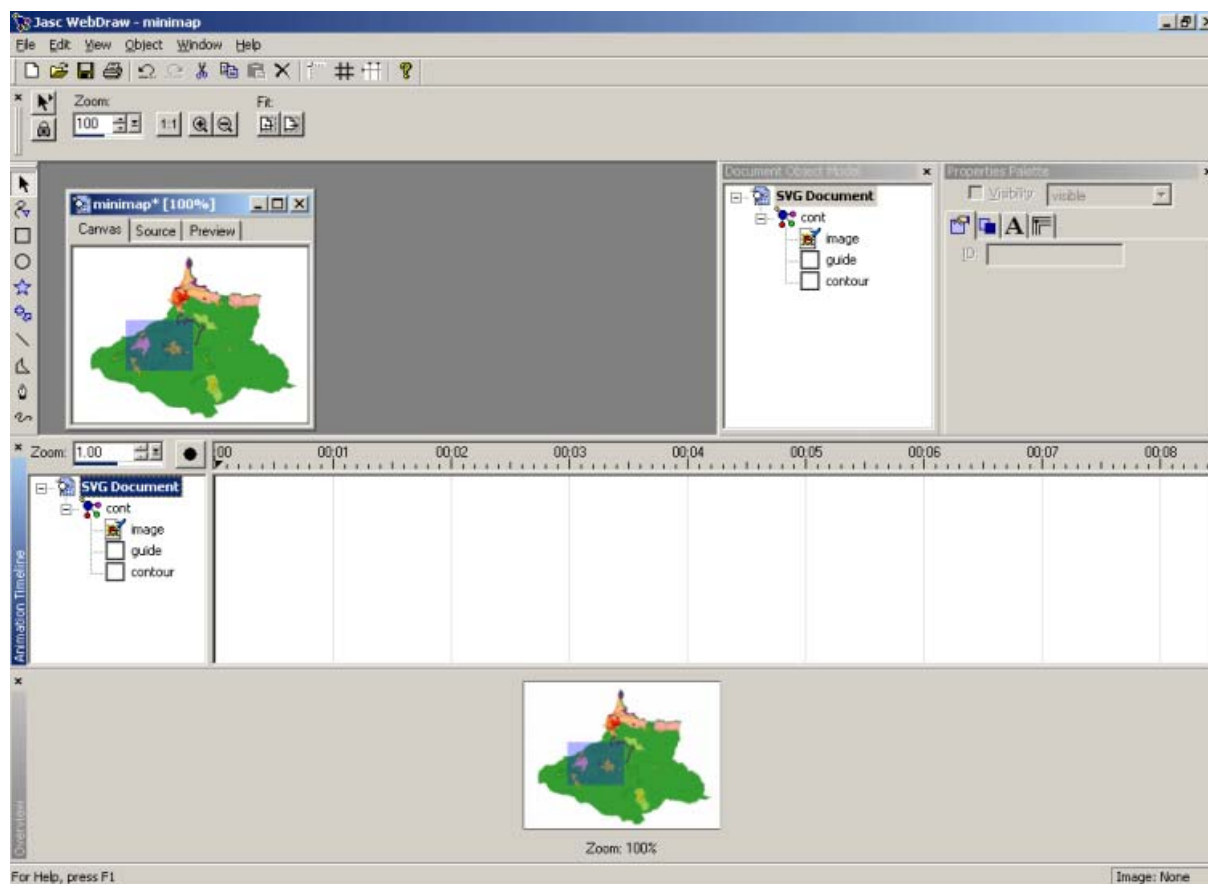 Jasc WebDraw - minimap
File Edit View Object Window Help
Zoom: Fit:
100 1:1
Document Object Model
Properties Palette
minimap* [100%]
Canvas Source Preview
SVG Document
cont
image
guide
contour
Visibility: visible
A
ID:
Zoom: 1.00
:00 00:01 00:02 00:03 00:04 00:05 00:06 00:07 00:08
SVG Document
cont
image
guide
contour
Animation Timeline
Overview
Zoom: 100%
For Help, press F1
Image: None